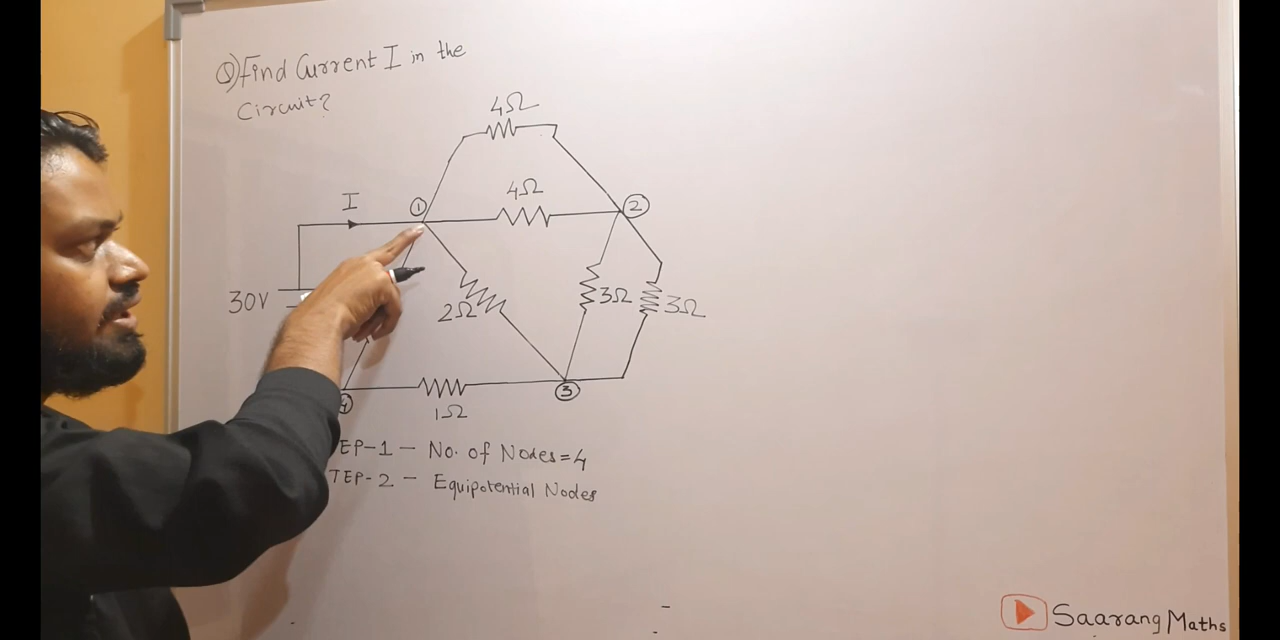 Q) Find Current I in the
Circuit?
4Ω
I
①
4Ω
②
30V
2Ω
3Ω
3Ω
1Ω
③
EP-1 - No. of Nodes=4
TEP-2 - Equipotential Nodes
Saarang Maths